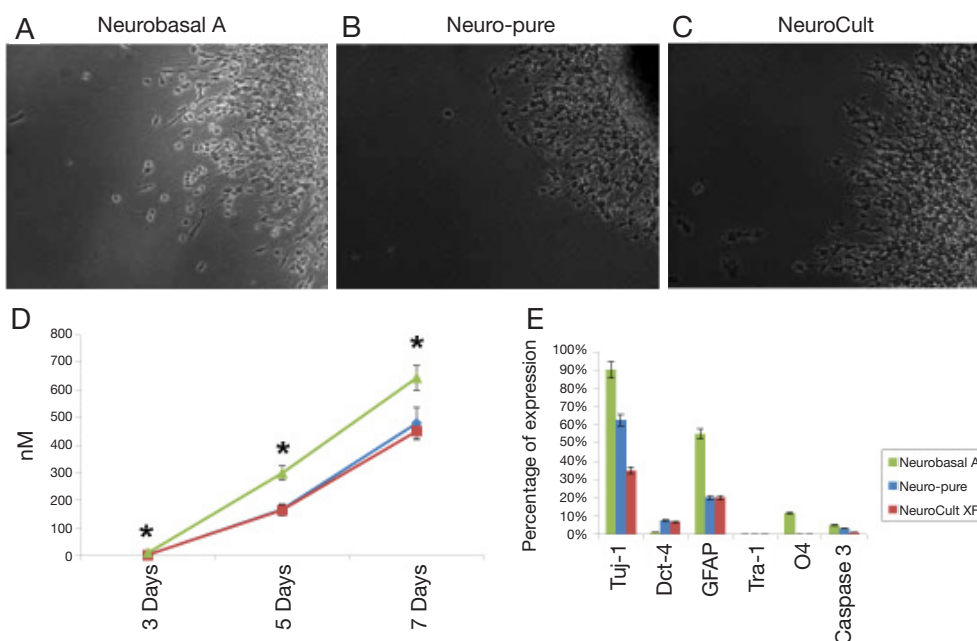 A Neurobasal A
B Neuro-pure
C NeuroCult
D
800
700
600
500
400
300
200
100
0
nM
*
*
*
3 Days
5 Days
7 Days
E
100%
90%
80%
70%
60%
50%
40%
30%
20%
10%
0%
Percentage of expression
Tuj-1
Dct-4
GFAP
Tra-1
O4
Caspase 3
Neurobasal A
Neuro-pure
NeuroCult XF